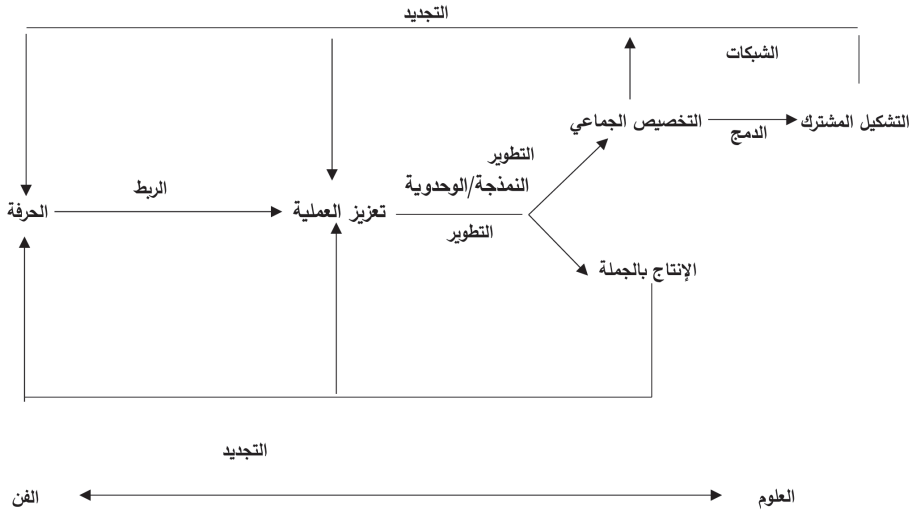 التجديد
الشبكات
التخصيص الجماعي
الدمج
التشكيل المشترك
التطوير
النمذجة/الوحدوية
الربط
الحرفة
تعزيز العملية
التطوير
الإنتاج بالجملة
التجديد
العلوم
الفن